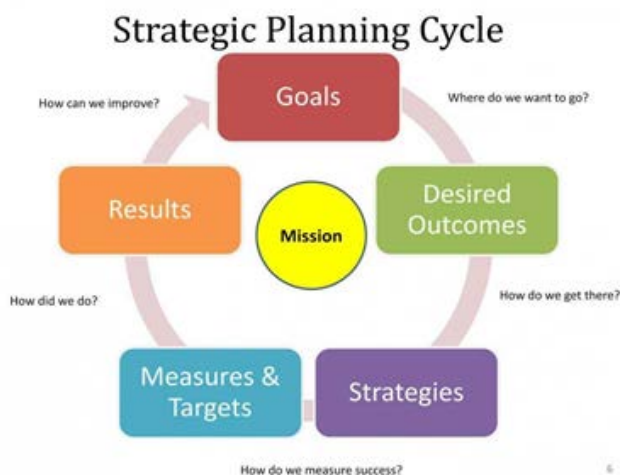 Strategic Planning Cycle
Goals
How can we improve?
Where do we want to go?
Results
Desired
Outcomes
Mission
How did we do?
How do we get there?
Measures &
Targets
Strategies
How do we measure success?
6